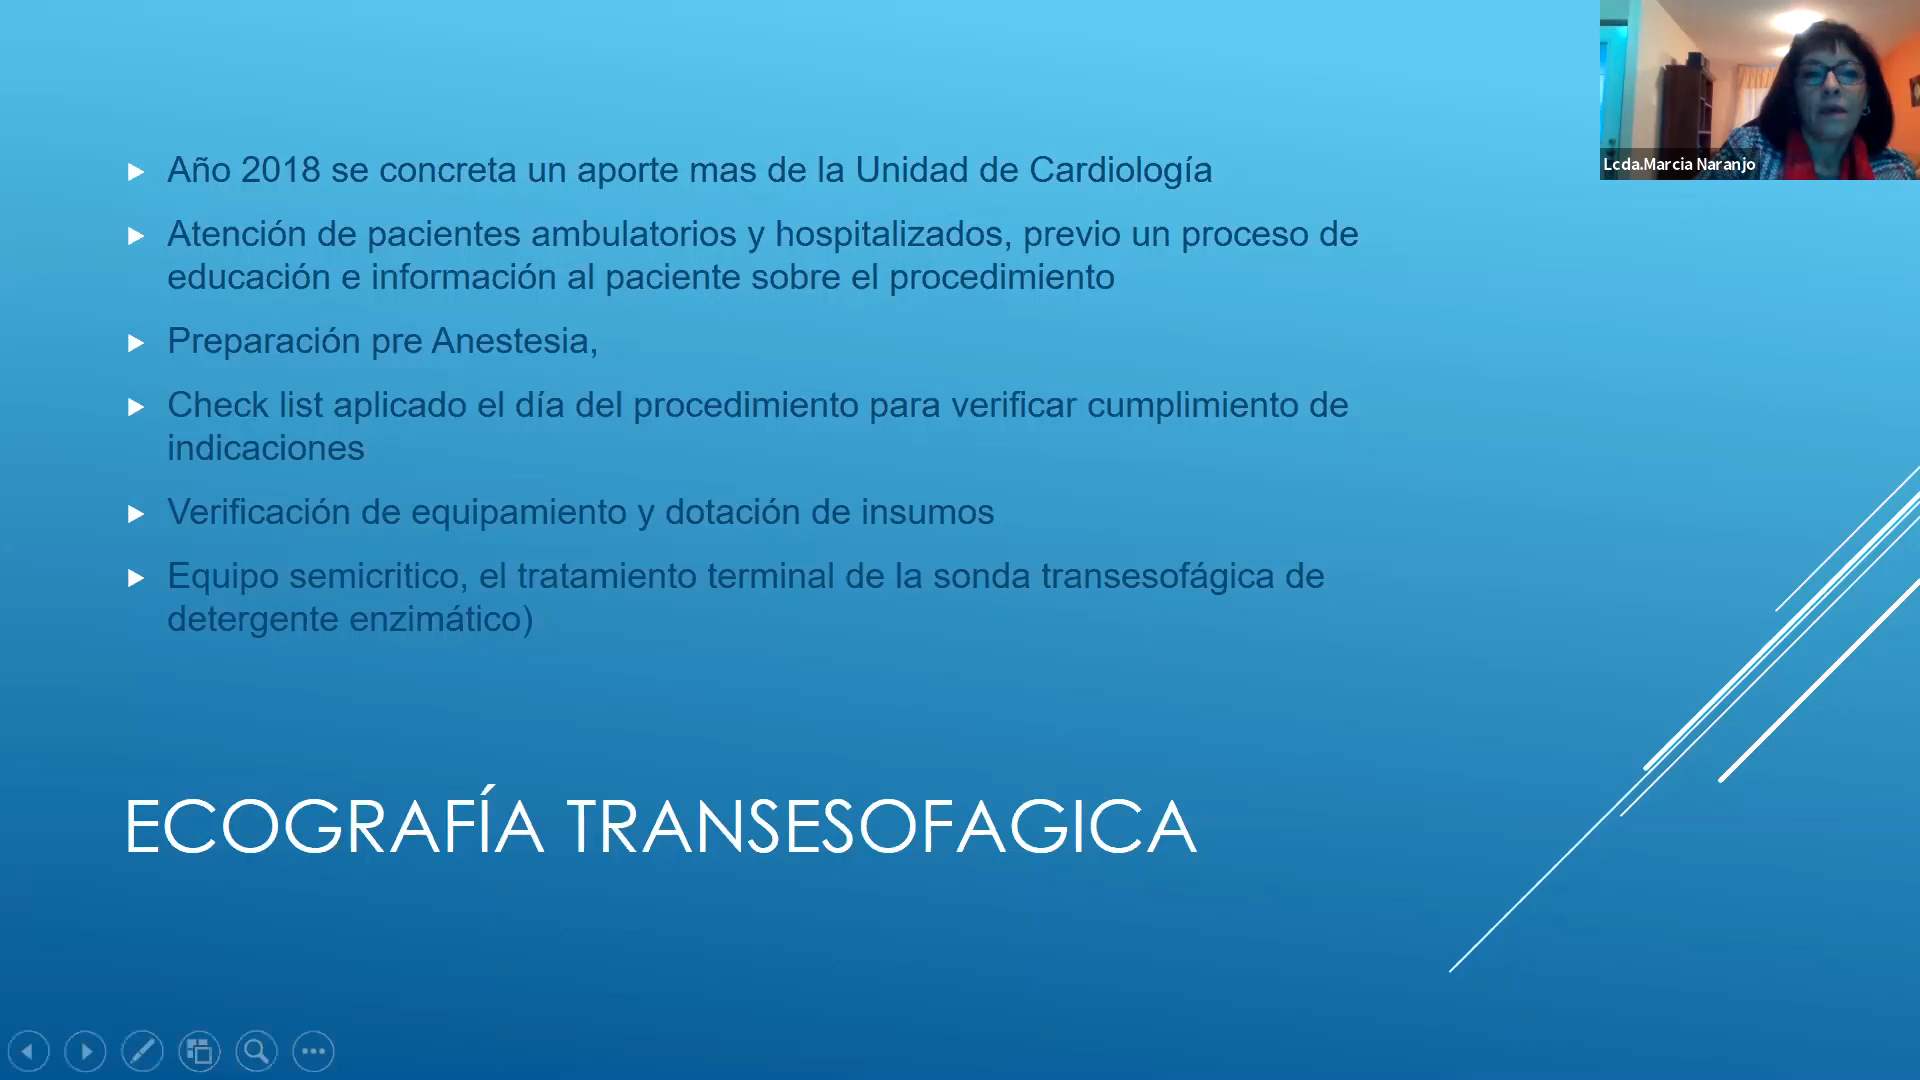 Año 2018 se concreta un aporte mas de la Unidad de Cardiología
Atención de pacientes ambulatorios y hospitalizados, previo un proceso de
educación e información al paciente sobre el procedimiento
Preparación pre Anestesia,
Check list aplicado el día del procedimiento para verificar cumplimiento de
indicaciones
Verificación de equipamiento y dotación de insumos
Equipo semicritico, el tratamiento terminal de la sonda transesofágica de
detergente enzimático)
ECOGRAFÍA TRANSESOFAGICA
Lcda.Marcia Naranjo